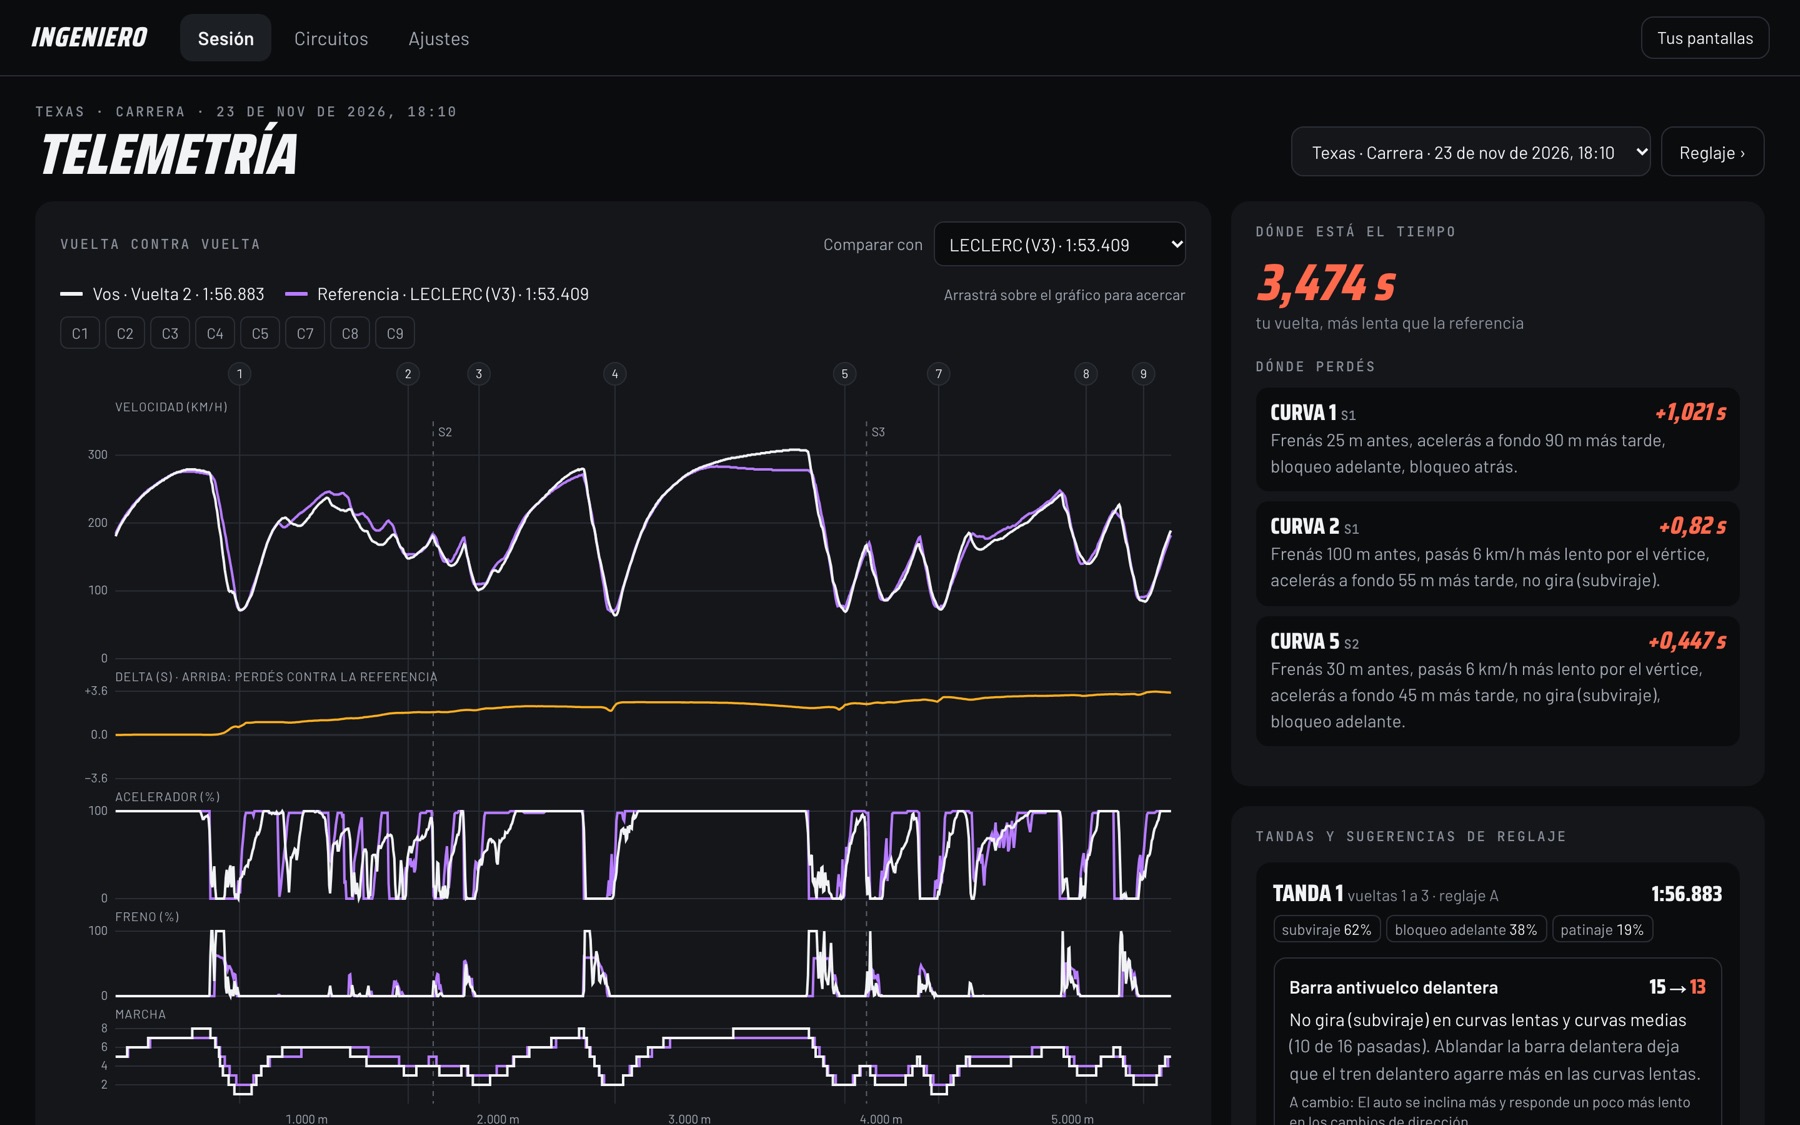 INGENIERO
Sesión
Circuitos
Ajustes
Tus pantallas
TEXAS · CARRERA · 23 DE NOV DE 2026, 18:10
TELEMETRÍA
Texas · Carrera · 23 de nov de 2026, 18:10
Reglaje ›
VUELTA CONTRA VUELTA
Comparar con
LECLERC (V3) · 1:53.409
Vos · Vuelta 2 · 1:56.883
Referencia · LECLERC (V3) · 1:53.409
Arrastrá sobre el gráfico para acercar
C1 C2 C3 C4 C5 C7 C8 C9
1 2 3 4 5 7 8 9
VELOCIDAD (KM/H)
S2
S3
300
200
100
0
DELTA (S) · ARRIBA: PERDÉS CONTRA LA REFERENCIA
+3.6
0.0
−3.6
ACELERADOR (%)
100
0
FRENO (%)
100
0
MARCHA
8
6
4
2
1.000 m 2.000 m 3.000 m 4.000 m 5.000 m
DÓNDE ESTÁ EL TIEMPO
3,474 s
tu vuelta, más lenta que la referencia
DÓNDE PERDÉS
CURVA 1 S1 +1,021 s
Frenás 25 m antes, acelerás a fondo 90 m más tarde,
bloqueo adelante, bloqueo atrás.
CURVA 2 S1 +0,82 s
Frenás 100 m antes, pasás 6 km/h más lento por el vértice,
acelerás a fondo 55 m más tarde, no gira (subviraje).
CURVA 5 S2 +0,447 s
Frenás 30 m antes, pasás 6 km/h más lento por el vértice,
acelerás a fondo 45 m más tarde, no gira (subviraje),
bloqueo adelante.
TANDAS Y SUGERENCIAS DE REGLAJE
TANDA 1 vueltas 1 a 3 · reglaje A 1:56.883
subviraje 62% bloqueo adelante 38% patinaje 19%
Barra antivuelco delantera 15 → 13
No gira (subviraje) en curvas lentas y curvas medias
(10 de 16 pasadas). Ablandar la barra delantera deja
que el tren delantero agarre más en las curvas lentas.
A cambio: El auto se inclina más y responde un poco más lento
en los cambios de dirección.